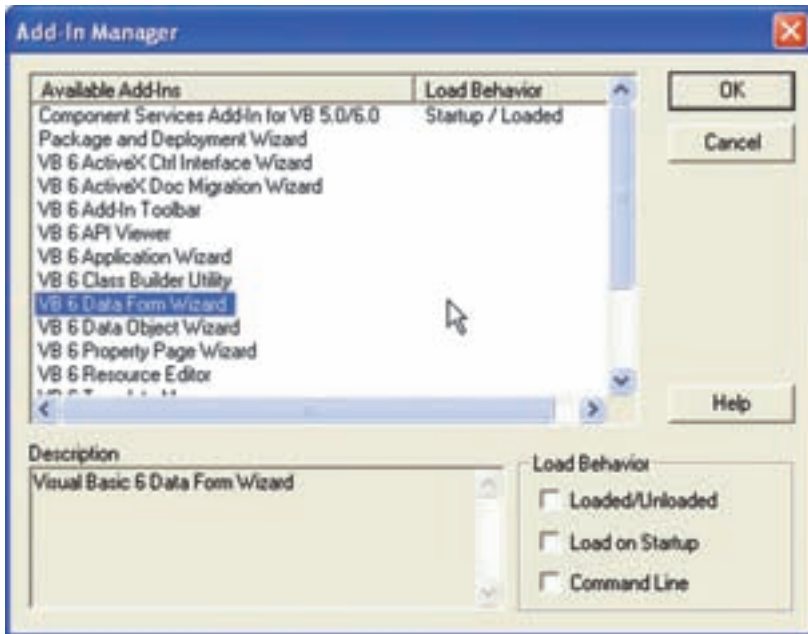 Add-In Manager
Available Add-Ins Load Behavior
Component Services Add-In for VB 5.0/6.0 Startup / Loaded
Package and Deployment Wizard
VB 6 ActiveX Ctrl Interface Wizard
VB 6 ActiveX Doc Migration Wizard
VB 6 Add-In Toolbar
VB 6 API Viewer
VB 6 Application Wizard
VB 6 Class Builder Utility
VB 6 Data Form Wizard
VB 6 Data Object Wizard
VB 6 Property Page Wizard
VB 6 Resource Editor
VB 6
OK
Cancel
Help
Description
Visual Basic 6 Data Form Wizard
Load Behavior
Loaded/Unloaded
Load on Startup
Command Line